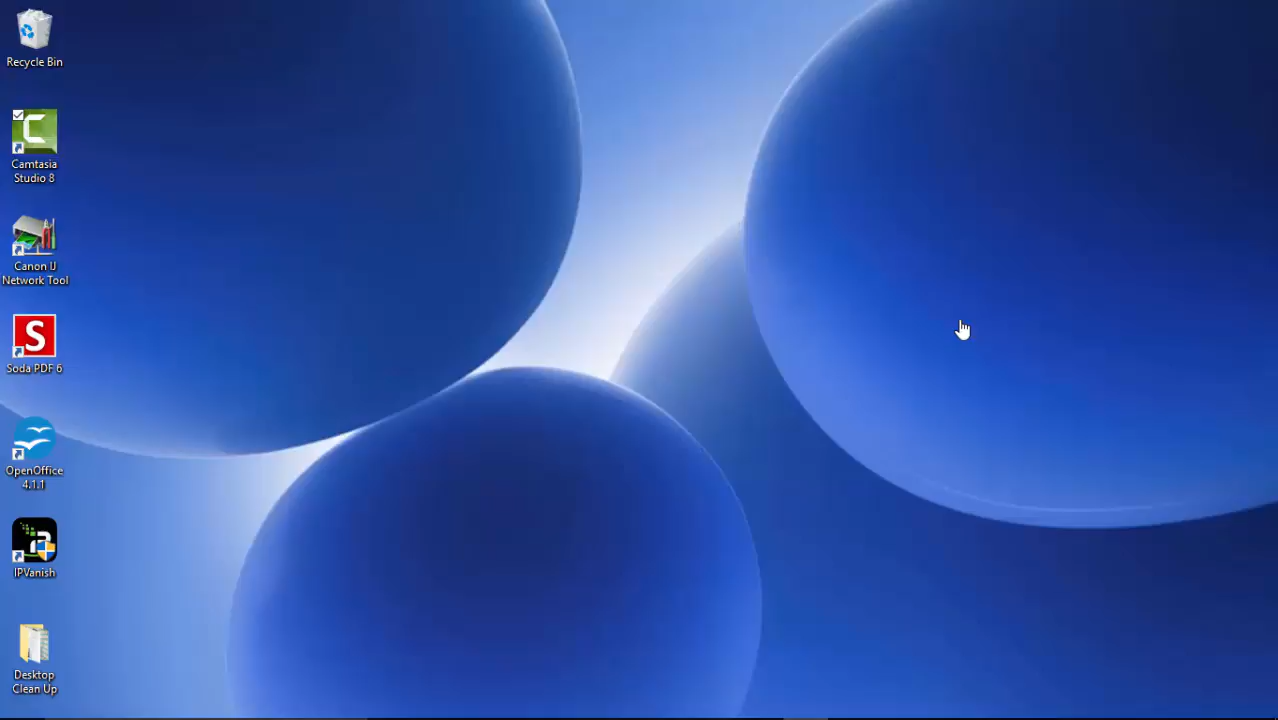 Recycle Bin
Camtasia
Studio 8
Canon IJ
Network Tool
S
Soda PDF 6
OpenOffice
4.1.1
IPVanish
Desktop
Clean Up